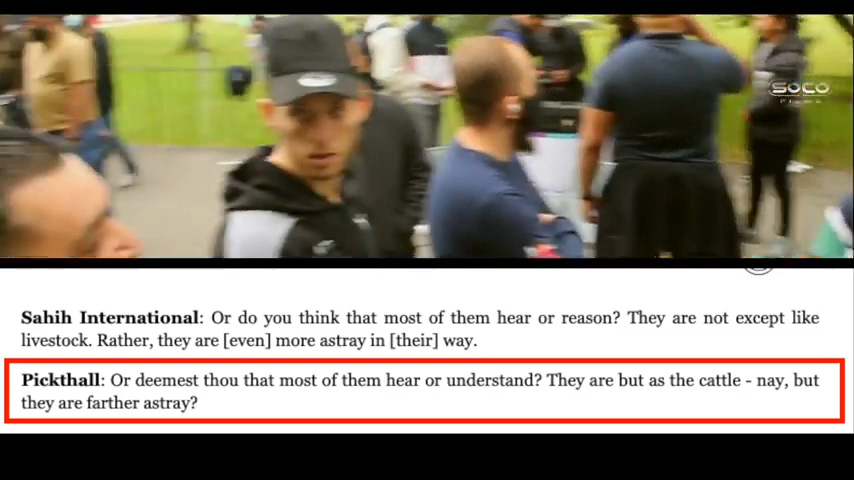 SOCO
Films
Sahih International: Or do you think that most of them hear or reason? They are not except like
livestock. Rather, they are [even] more astray in [their] way.
Pickthall: Or deemest thou that most of them hear or understand? They are but as the cattle - nay, but
they are farther astray?